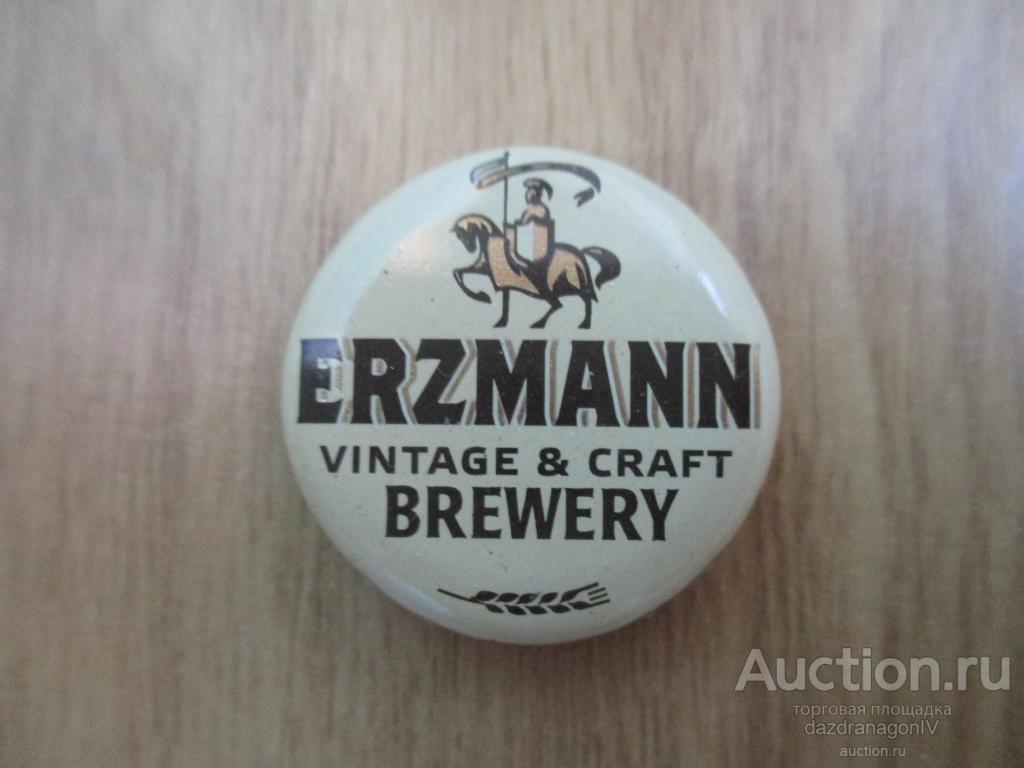 ERZMANN
VINTAGE & CRAFT
BREWERY
Auction.ru
торговая площадка
dazdranagonIV
auction.ru